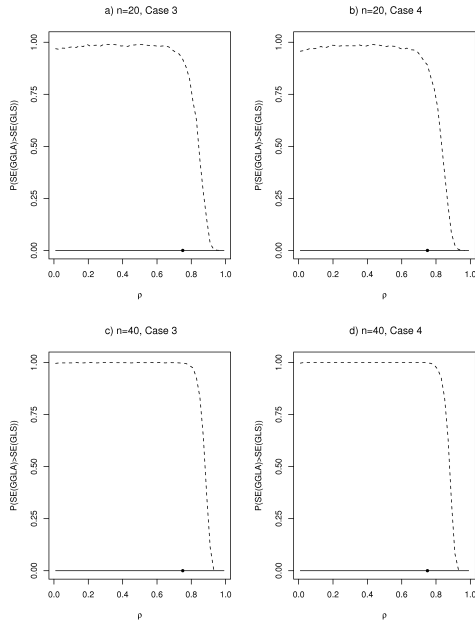 a) n=20, Case 3
P(SE(GGLA)>SE(GLS))
1.00
0.75
0.50
0.25
0.00
0.0 0.2 0.4 0.6 0.8 1.0
ρ
b) n=20, Case 4
P(SE(GGLA)>SE(GLS))
1.00
0.75
0.50
0.25
0.00
0.0 0.2 0.4 0.6 0.8 1.0
ρ
c) n=40, Case 3
P(SE(GGLA)>SE(GLS))
1.00
0.75
0.50
0.25
0.00
0.0 0.2 0.4 0.6 0.8 1.0
ρ
d) n=40, Case 4
P(SE(GGLA)>SE(GLS))
1.00
0.75
0.50
0.25
0.00
0.0 0.2 0.4 0.6 0.8 1.0
ρ